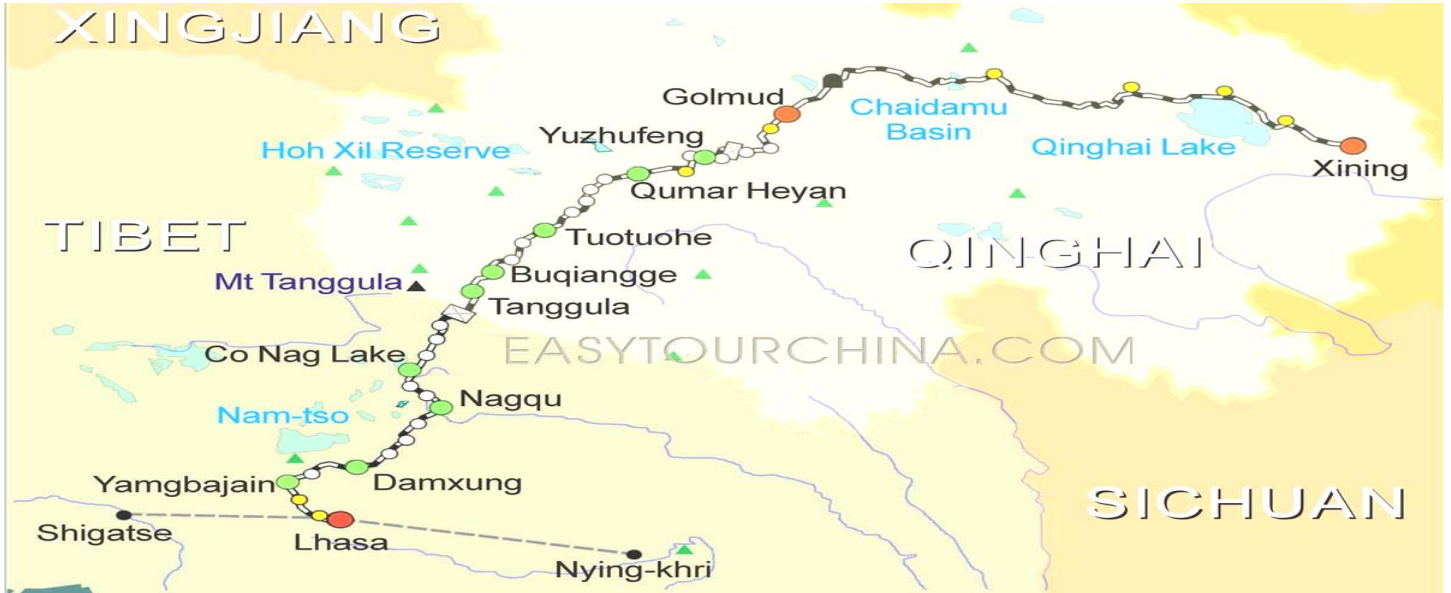 XINGJIANG
Golmud
Chaidamu
Basin
Yuzhufeng
Hoh Xil Reserve
Qinghai Lake
Xining
Qumar Heyan
TIBET
Tuotuohe
QINGHAI
Mt Tanggula
Buqiangge
Tanggula
Co Nag Lake
EASYTOURCHINA.COM
Nagqu
Nam-tso
Yamgbajain
Damxung
SICHUAN
Shigatse
Lhasa
Nying-khri